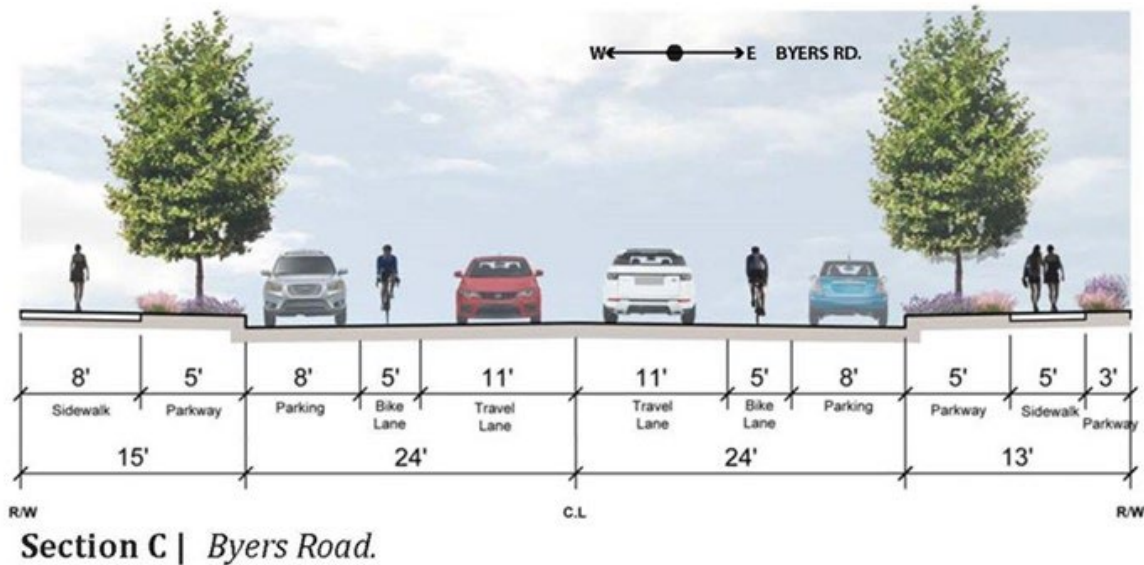 W E BYERS RD.
8' 5' 8' 5' 11' 11' 5' 8' 5' 5' 3'
Sidewalk Parkway Parking Bike Lane Travel Lane Travel Lane Bike Lane Parking Parkway Sidewalk Parkway
15' 24' 24' 13'
R/W C.L R/W
Section C | Byers Road.